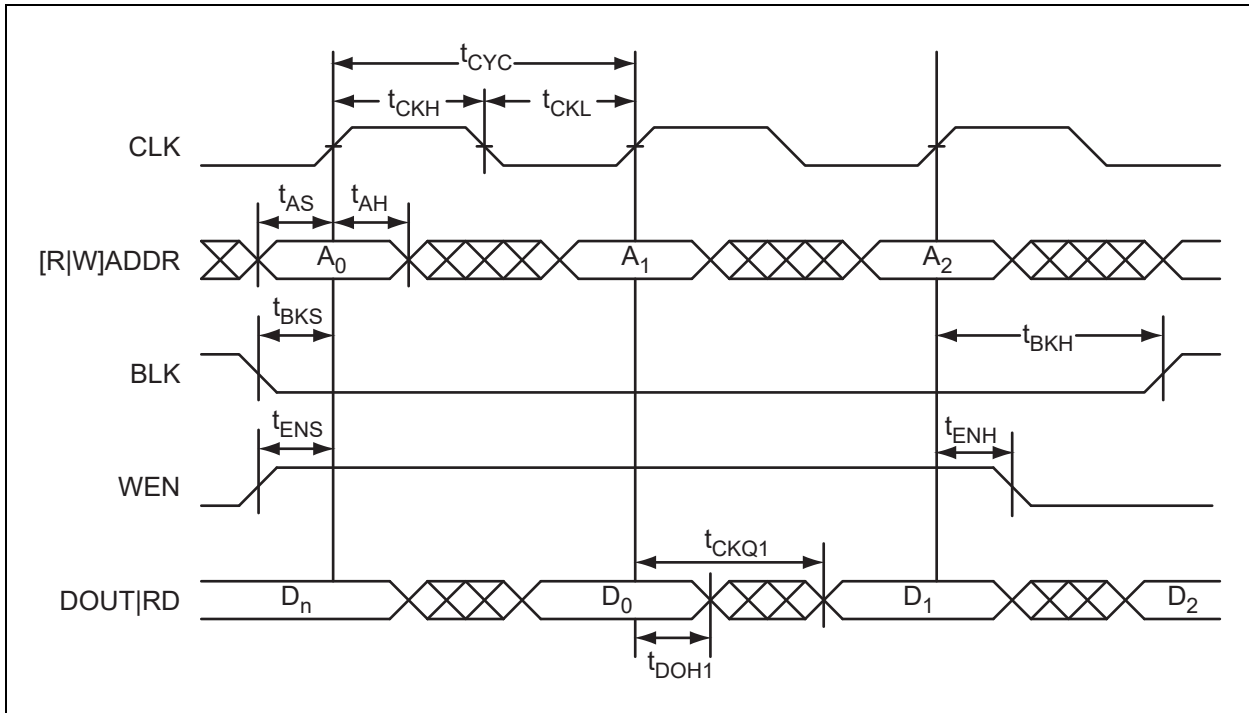 tCYC
tCKH tCKL
CLK
tAS tAH
[R|W]ADDR A0 A1 A2
tBKS tBKH
BLK
tENS tENH
WEN
tCKQ1
DOUT|RD Dn D0 D1 D2
tDOH1